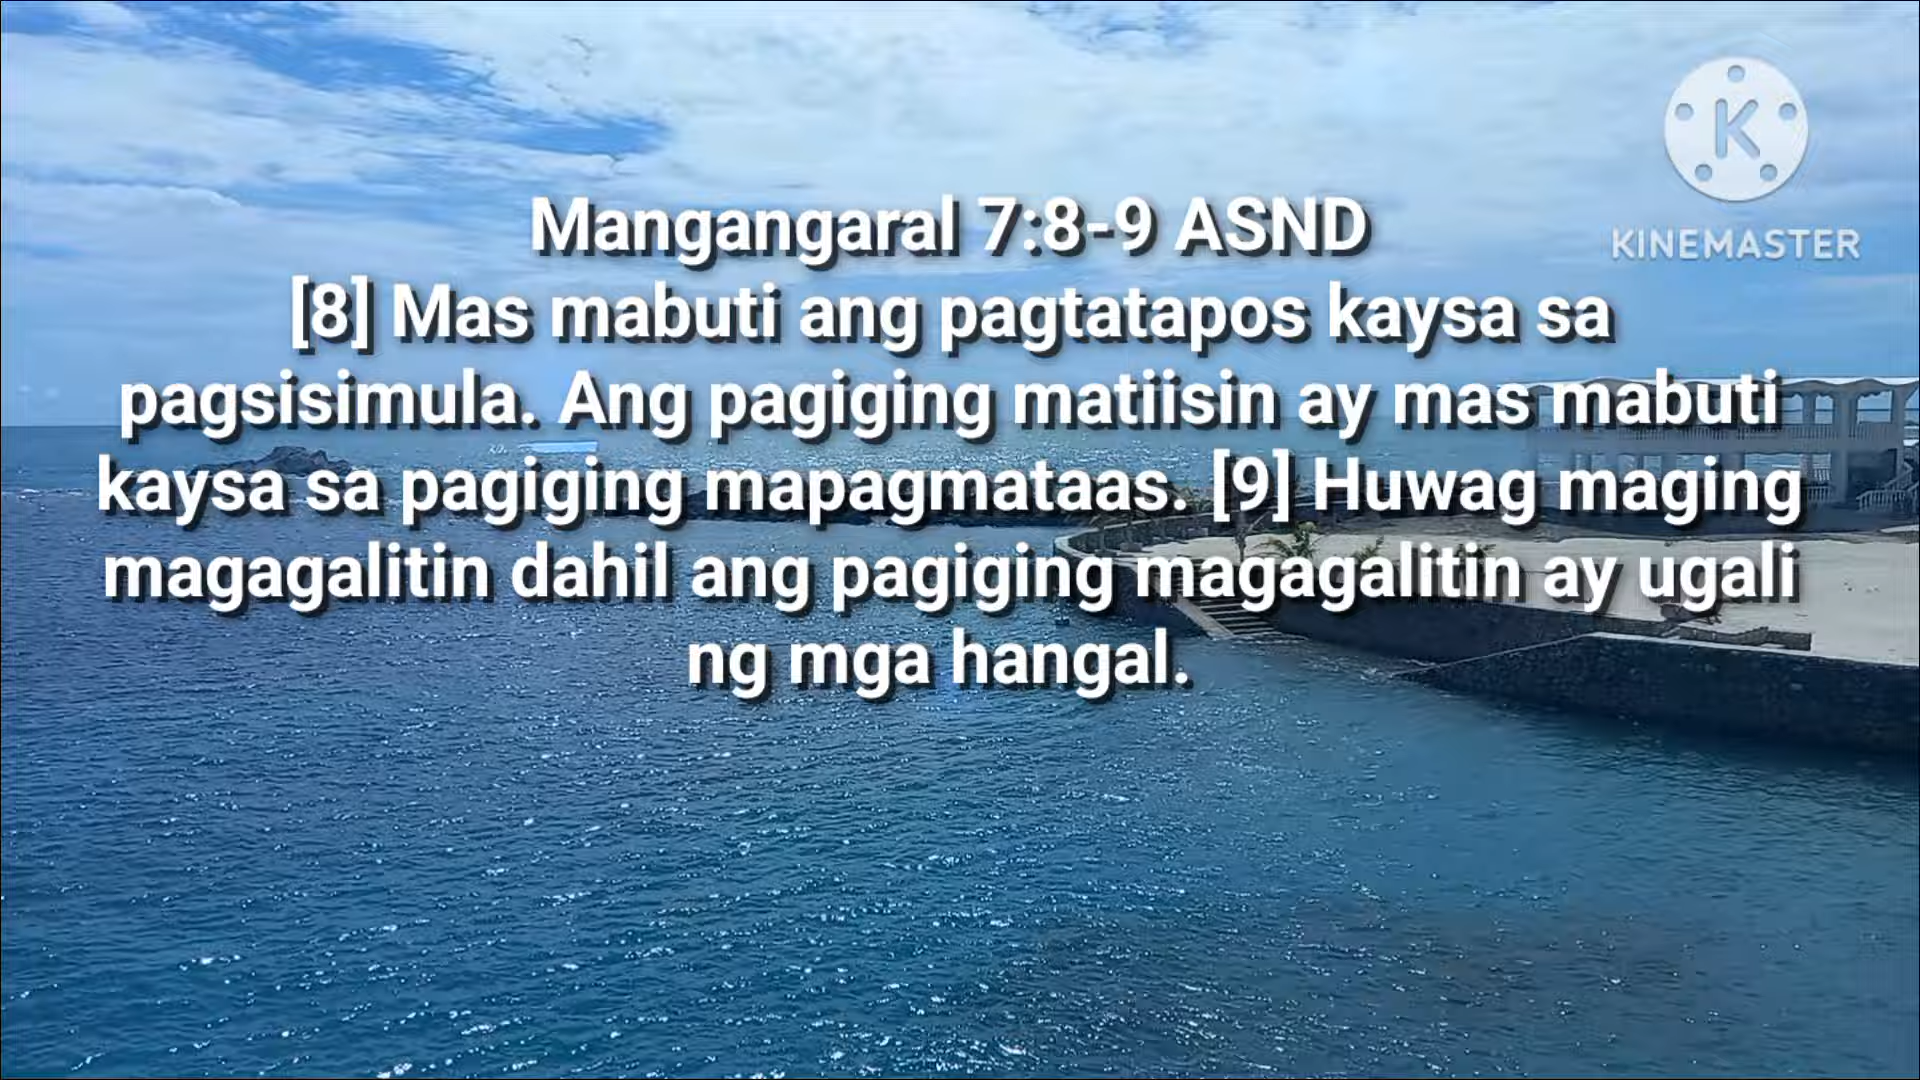 Mangangaral 7:8-9 ASND
[8] Mas mabuti ang pagtatapos kaysa sa
pagsisimula. Ang pagiging matiisin ay mas mabuti
kaysa sa pagiging mapagmataas. [9] Huwag maging
magagalitin dahil ang pagiging magagalitin ay ugali
ng mga hangal.
K
KINEMASTER